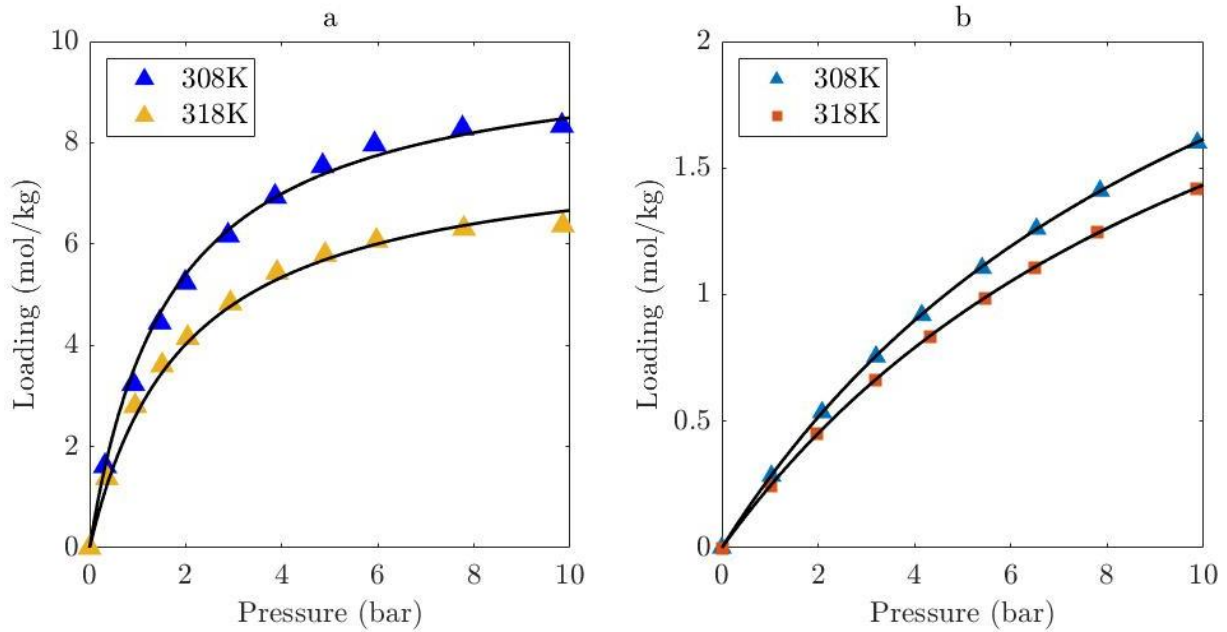 a
10
8
6
4
2
0
Loading (mol/kg)
308K
318K
0 2 4 6 8 10
Pressure (bar)
b
2
1.5
1
0.5
0
Loading (mol/kg)
308K
318K
0 2 4 6 8 10
Pressure (bar)